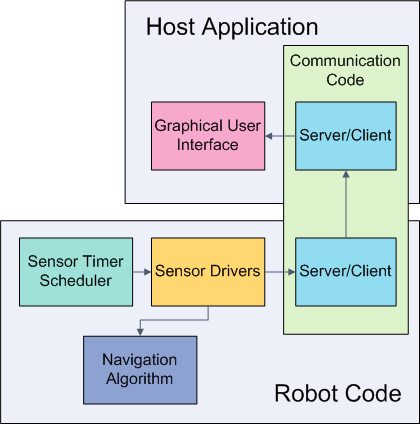 Host Application
Communication
Code
Graphical User
Interface
Server/Client
Sensor Timer
Scheduler
Sensor Drivers
Server/Client
Navigation
Algorithm
Robot Code